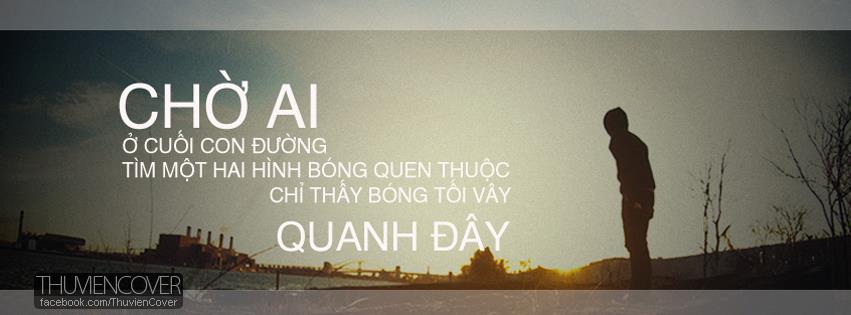 CHỜ AI
Ở CUỐI CON ĐƯỜNG
TÌM MỘT HAI HÌNH BÓNG QUEN THUỘC
CHỈ THẤY BÓNG TỐI VÂY
QUANH ĐÂY
THUVIENCOVER
facebook.com/ThuvienCover